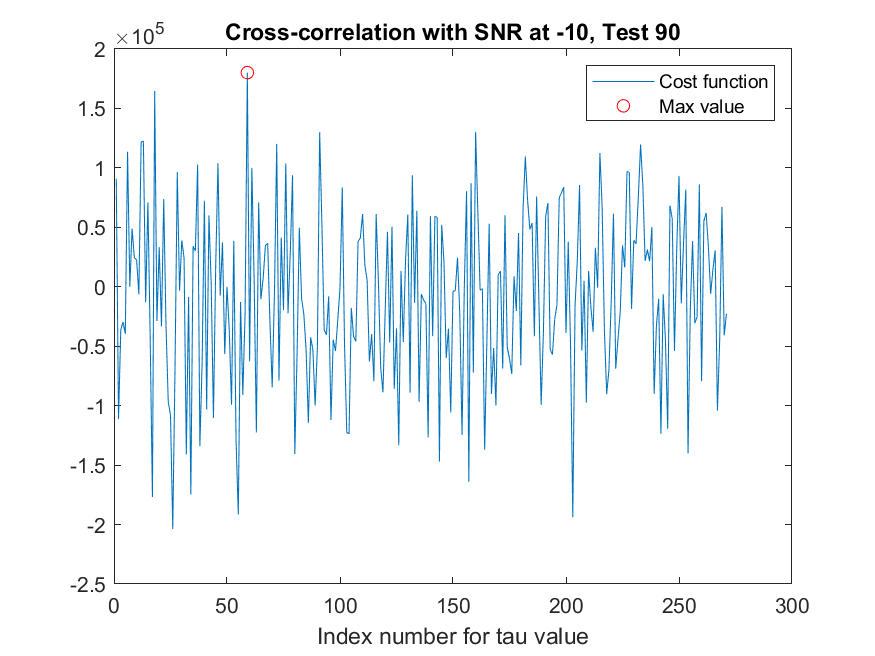 Cross-correlation with SNR at -10, Test 90
×10⁵
2
1.5
1
0.5
0
-0.5
-1
-1.5
-2
-2.5
Cost function
Max value
0 50 100 150 200 250 300
Index number for tau value